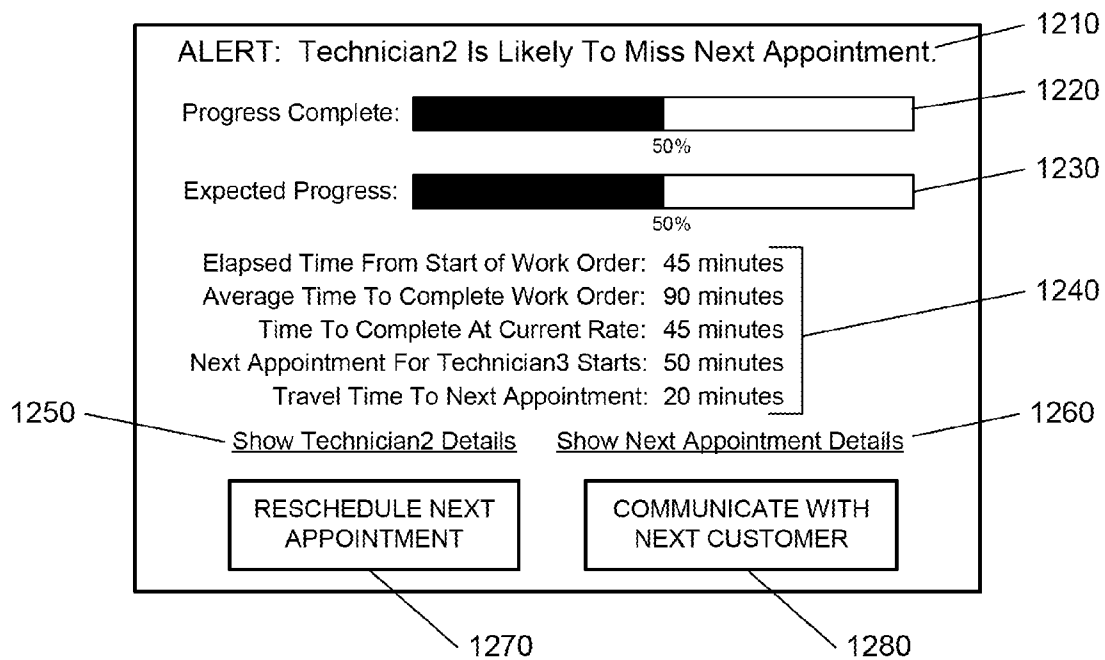 ALERT: Technician2 Is Likely To Miss Next Appointment.
1210
Progress Complete:
1220
50%
Expected Progress:
1230
50%
Elapsed Time From Start of Work Order: 45 minutes
Average Time To Complete Work Order: 90 minutes
Time To Complete At Current Rate: 45 minutes
Next Appointment For Technician3 Starts: 50 minutes
Travel Time To Next Appointment: 20 minutes
1240
1250
Show Technician2 Details
Show Next Appointment Details
1260
RESCHEDULE NEXT
APPOINTMENT
COMMUNICATE WITH
NEXT CUSTOMER
1270
1280